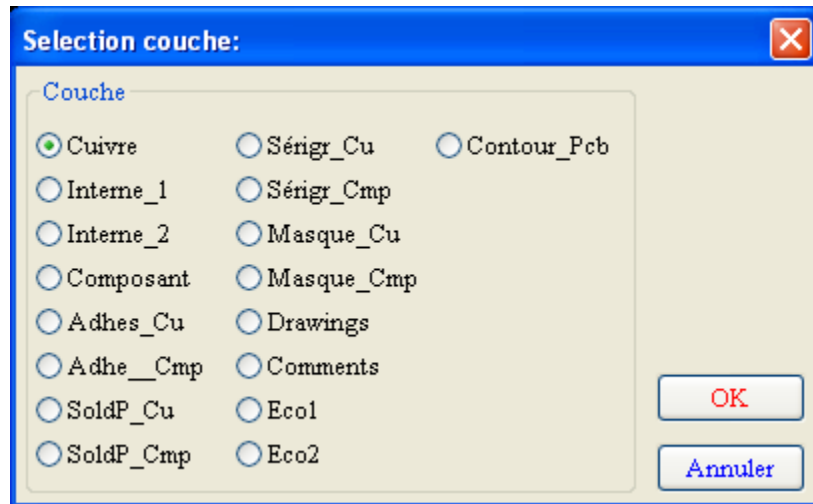 Selection couche:
Couche
Cuivre Sérigr_Cu Contour_Pcb
Interne_1 Sérigr_Cmp
Interne_2 Masque_Cu
Composant Masque_Cmp
Adhes_Cu Drawings
Adhe__Cmp Comments
SoldP_Cu Eco1
SoldP_Cmp Eco2
OK
Annuler